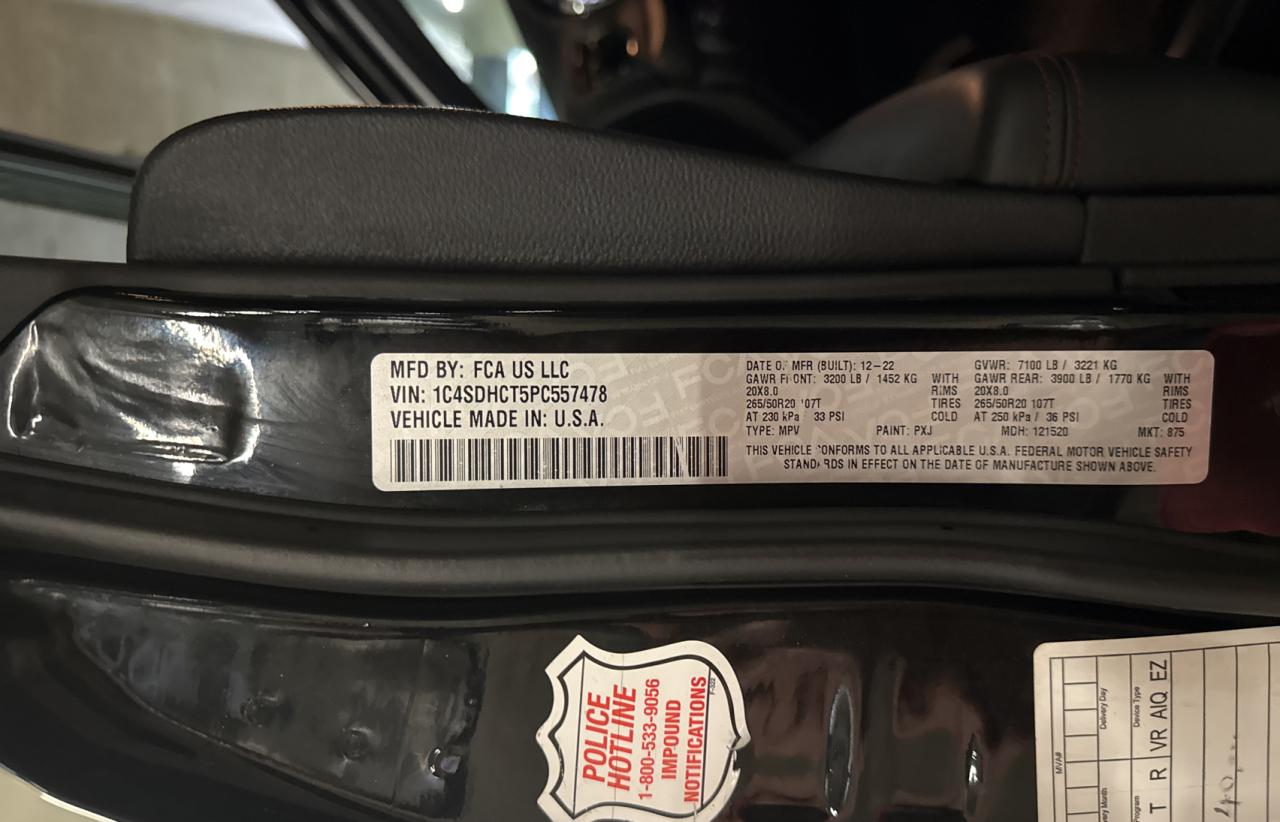 MFD BY: FCA US LLC
VIN: 1C4SDHCT5PC557478
VEHICLE MADE IN: U.S.A.
DATE OF MFR (BUILT): 12-22
GVWR: 7100 LB / 3221 KG
GAWR FRONT: 3200 LB / 1452 KG WITH
20X8.0 RIMS
265/50R20 107T TIRES
AT 230 kPa / 33 PSI COLD
GAWR REAR: 3900 LB / 1770 KG WITH
20X8.0 RIMS
265/50R20 107T TIRES
AT 250 kPa / 36 PSI COLD
TYPE: MPV PAINT: PXJ MDH: 121520 MKT: 875
THIS VEHICLE CONFORMS TO ALL APPLICABLE U.S.A. FEDERAL MOTOR VEHICLE SAFETY
STANDARDS IN EFFECT ON THE DATE OF MANUFACTURE SHOWN ABOVE.
POLICE
HOTLINE
1-800-533-9056
IMPOUND
NOTIFICATIONS
MVA#
Delivery Day
Device Type
T R VR AIQ EZ